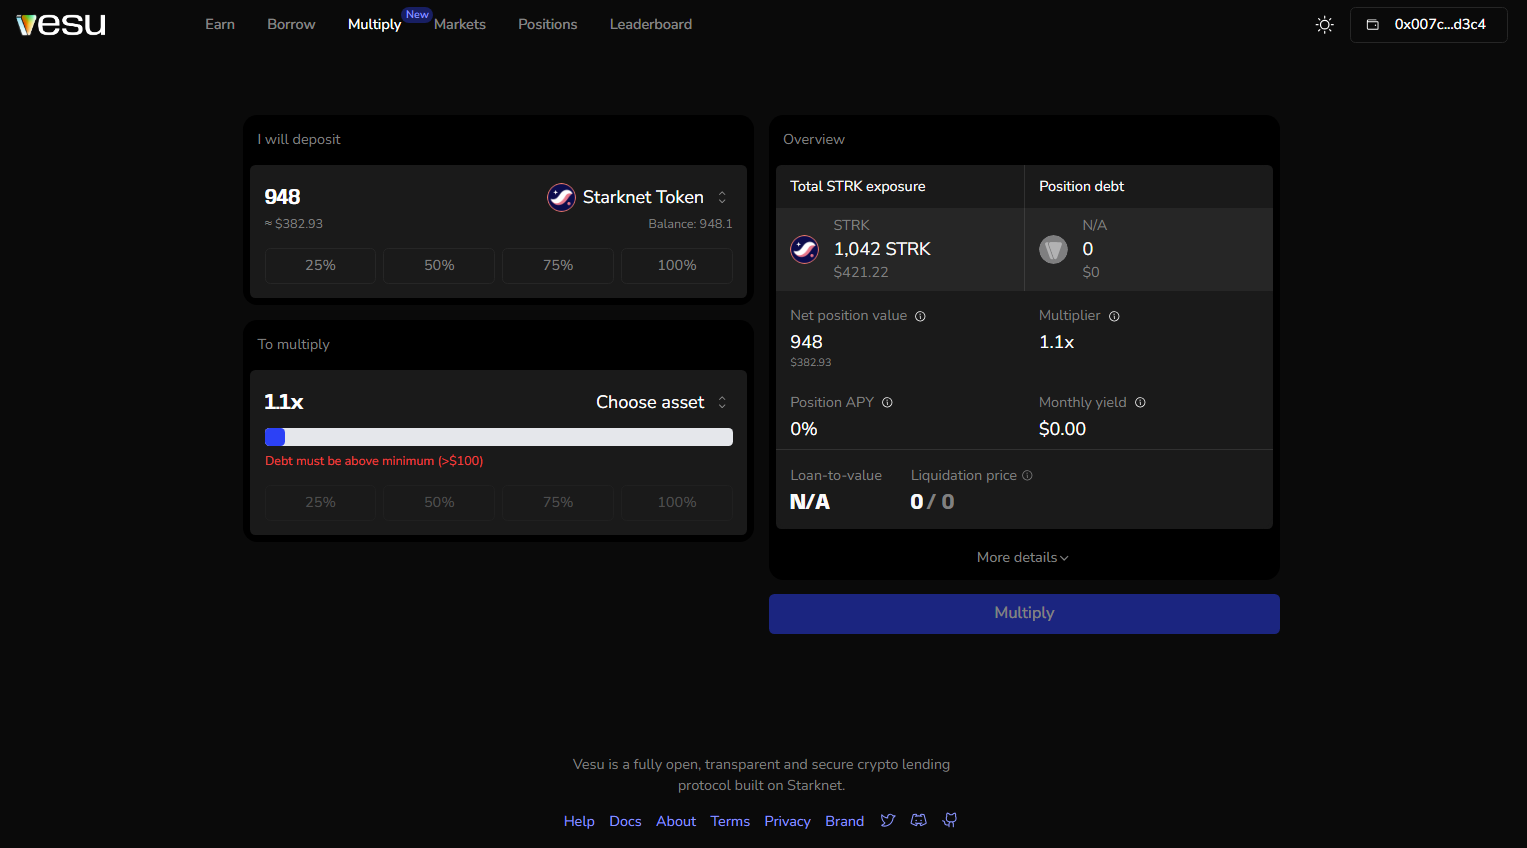 vesu
Earn
Borrow
Multiply
New
Markets
Positions
Leaderboard
0x007c...d3c4
I will deposit
948
Starknet Token
≈ $382.93
Balance: 948.1
25%
50%
75%
100%
To multiply
1.1x
Choose asset
Debt must be above minimum (>$100)
25%
50%
75%
100%
Overview
Total STRK exposure
Position debt
STRK
1,042 STRK
$421.22
N/A
0
$0
Net position value
948
$382.93
Multiplier
1.1x
Position APY
0%
Monthly yield
$0.00
Loan-to-value
N/A
Liquidation price
0 / 0
More details
Multiply
Vesu is a fully open, transparent and secure crypto lending
protocol built on Starknet.
Help
Docs
About
Terms
Privacy
Brand